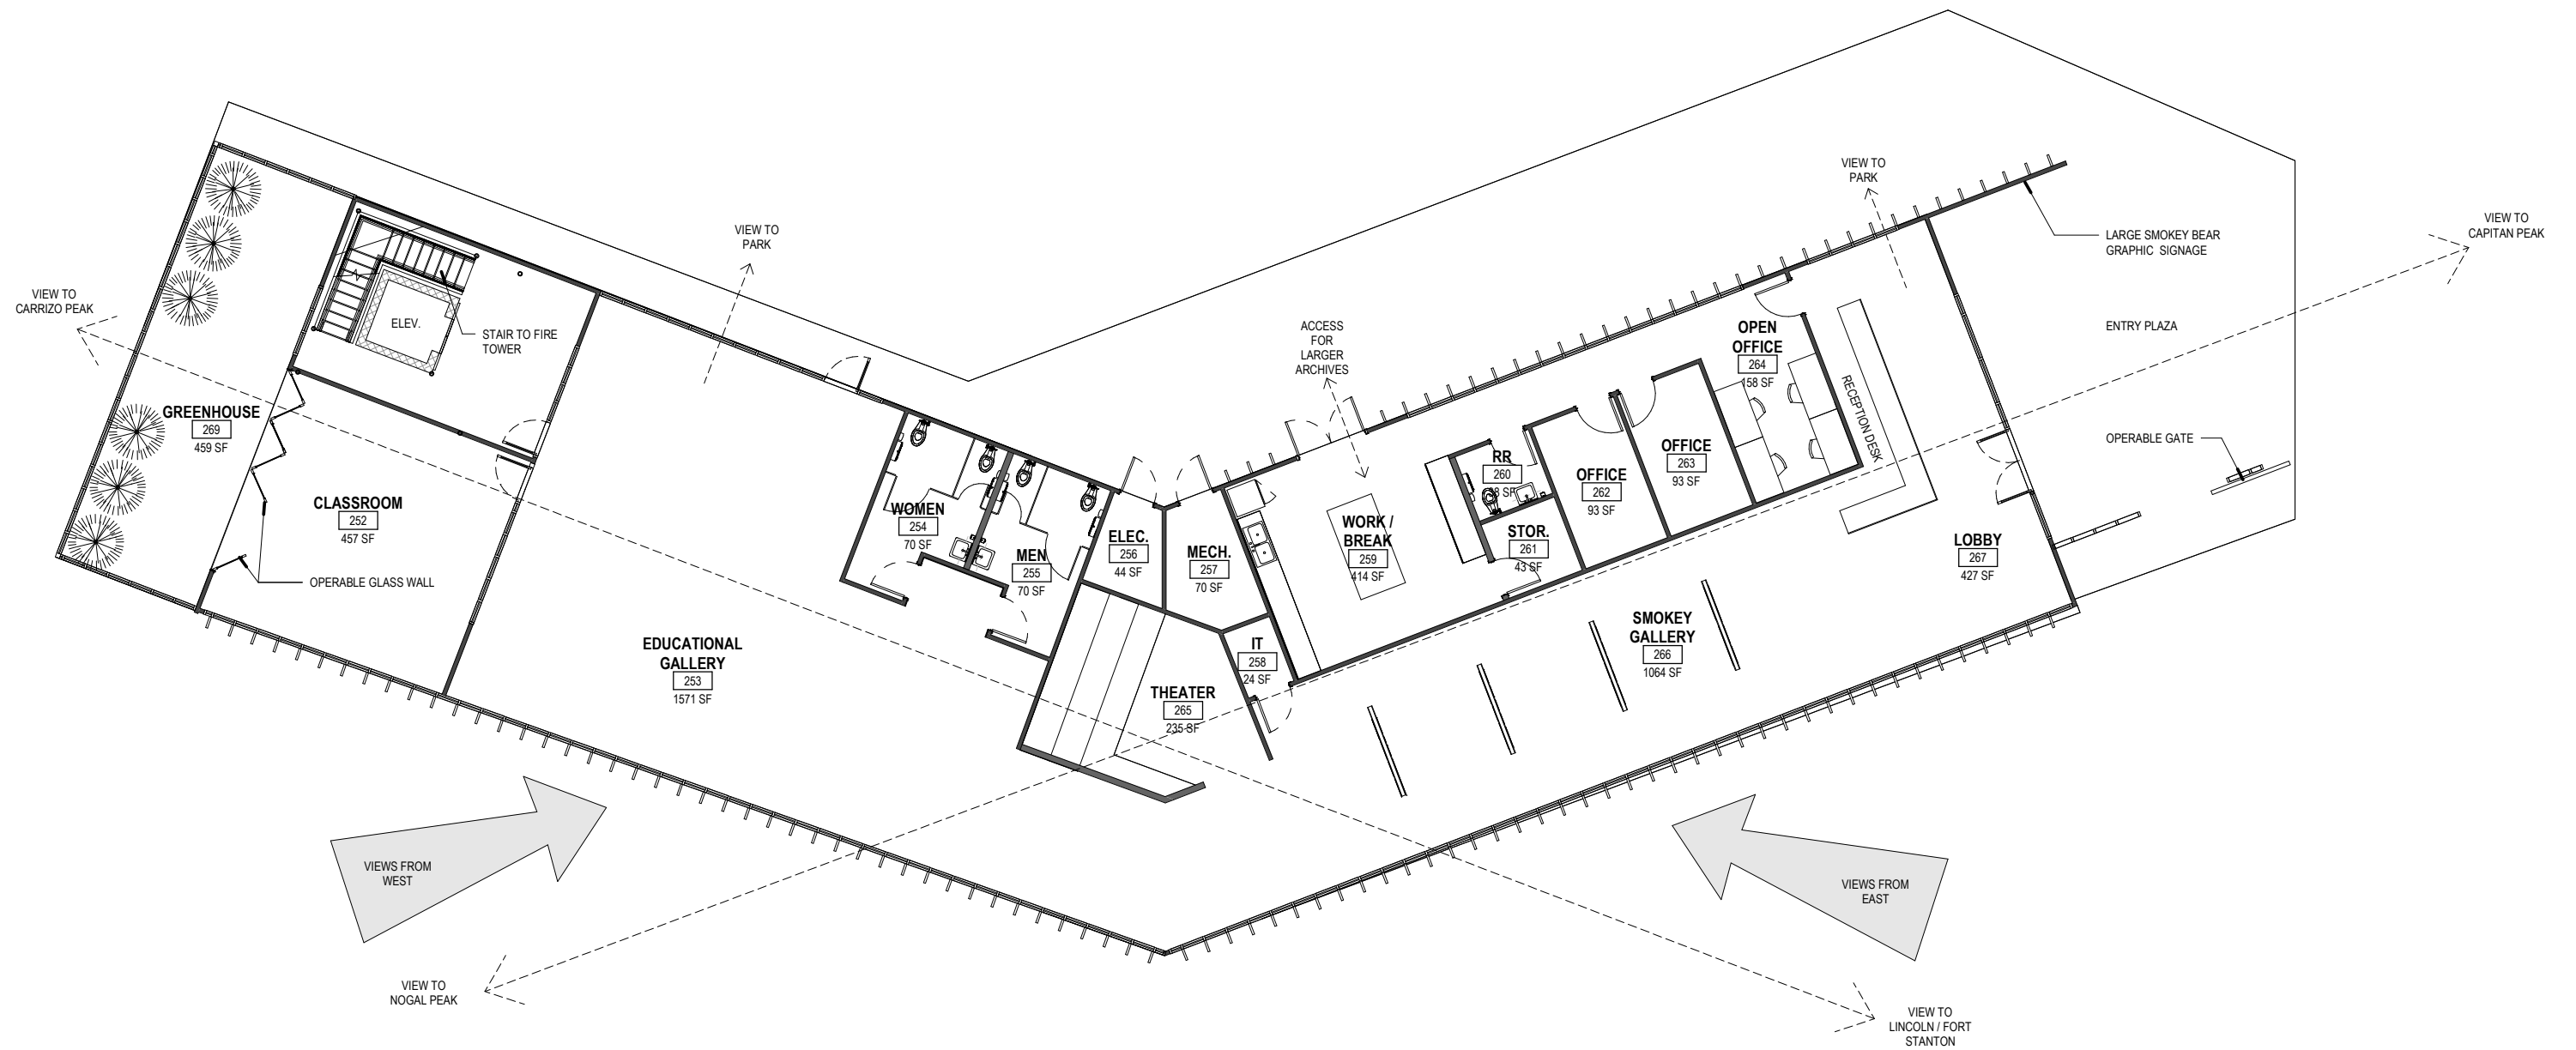 VIEW TO
CARRIZO PEAK
GREENHOUSE
269
459 SF
ELEV.
STAIR TO FIRE
TOWER
CLASSROOM
252
457 SF
OPERABLE GLASS WALL
VIEW TO
PARK
EDUCATIONAL
GALLERY
253
1571 SF
WOMEN
254
70 SF
MEN
255
70 SF
ELEC.
256
44 SF
MECH.
257
70 SF
IT
258
24 SF
THEATER
265
235 SF
ACCESS
FOR
LARGER
ARCHIVES
WORK /
BREAK
259
414 SF
RR
260
SF
STOR.
261
43 SF
OFFICE
262
93 SF
OFFICE
263
93 SF
OPEN
OFFICE
264
SF
RECEPTION DESK
VIEW TO
PARK
SMOKEY
GALLERY
266
1064 SF
LOBBY
267
427 SF
LARGE SMOKEY BEAR
GRAPHIC SIGNAGE
ENTRY PLAZA
OPERABLE GATE
VIEW TO
CAPITAN PEAK
VIEWS FROM
WEST
VIEWS FROM
EAST
VIEW TO
NOGAL PEAK
VIEW TO
LINCOLN / FORT
STANTON